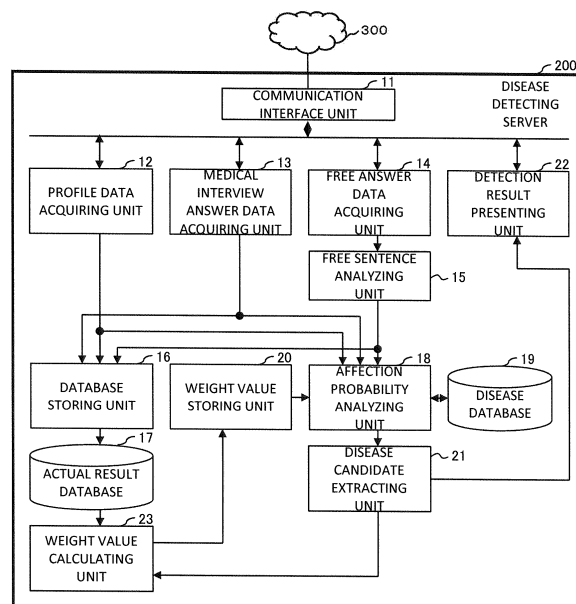 300
200
11
COMMUNICATION
INTERFACE UNIT
DISEASE
DETECTING
SERVER
12
PROFILE DATA
ACQUIRING UNIT
13
MEDICAL
INTERVIEW
ANSWER DATA
ACQUIRING UNIT
14
FREE ANSWER
DATA
ACQUIRING
UNIT
22
DETECTION
RESULT
PRESENTING
UNIT
FREE SENTENCE
ANALYZING
UNIT
15
16
DATABASE
STORING UNIT
20
WEIGHT VALUE
STORING UNIT
18
AFFECTION
PROBABILITY
ANALYZING
UNIT
19
DISEASE
DATABASE
17
ACTUAL RESULT
DATABASE
DISEASE
CANDIDATE
EXTRACTING
UNIT
21
23
WEIGHT VALUE
CALCULATING
UNIT